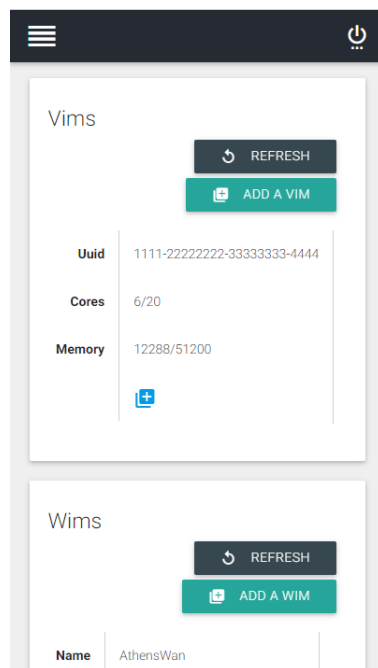 Vims
REFRESH
ADD A VIM
Uuid 1111-22222222-33333333-4444
Cores 6/20
Memory 12288/51200
Wims
REFRESH
ADD A WIM
Name AthensWan